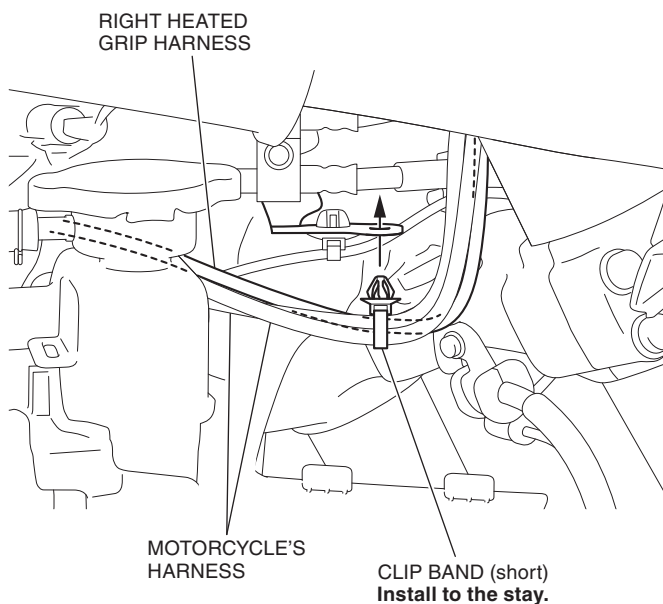 RIGHT HEATED
GRIP HARNESS
MOTORCYCLE'S
HARNESS
CLIP BAND (short)
Install to the stay.